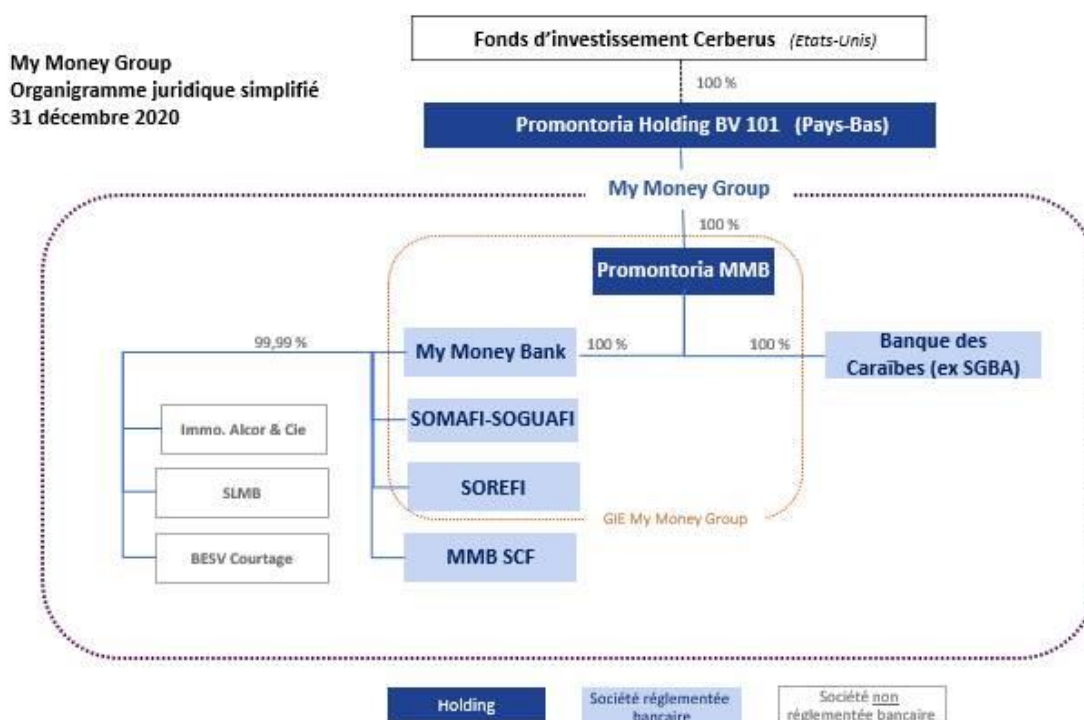 My Money Group
Organigramme juridique simplifié
31 décembre 2020
Fonds d’investissement Cerberus (Etats-Unis)
100 %
Promontoria Holding BV 101 (Pays-Bas)
My Money Group
100 %
Promontoria MMB
99,99 %
My Money Bank
100 %
100 %
Banque des
Caraïbes (ex SGBA)
Immo. Alcor & Cie
SOMAFI-SOGUAFI
SLMB
SOREFI
GIE My Money Group
BESV Courtage
MMB SCF
Holding
Société réglementée
bancaire
Société non
réglementée bancaire